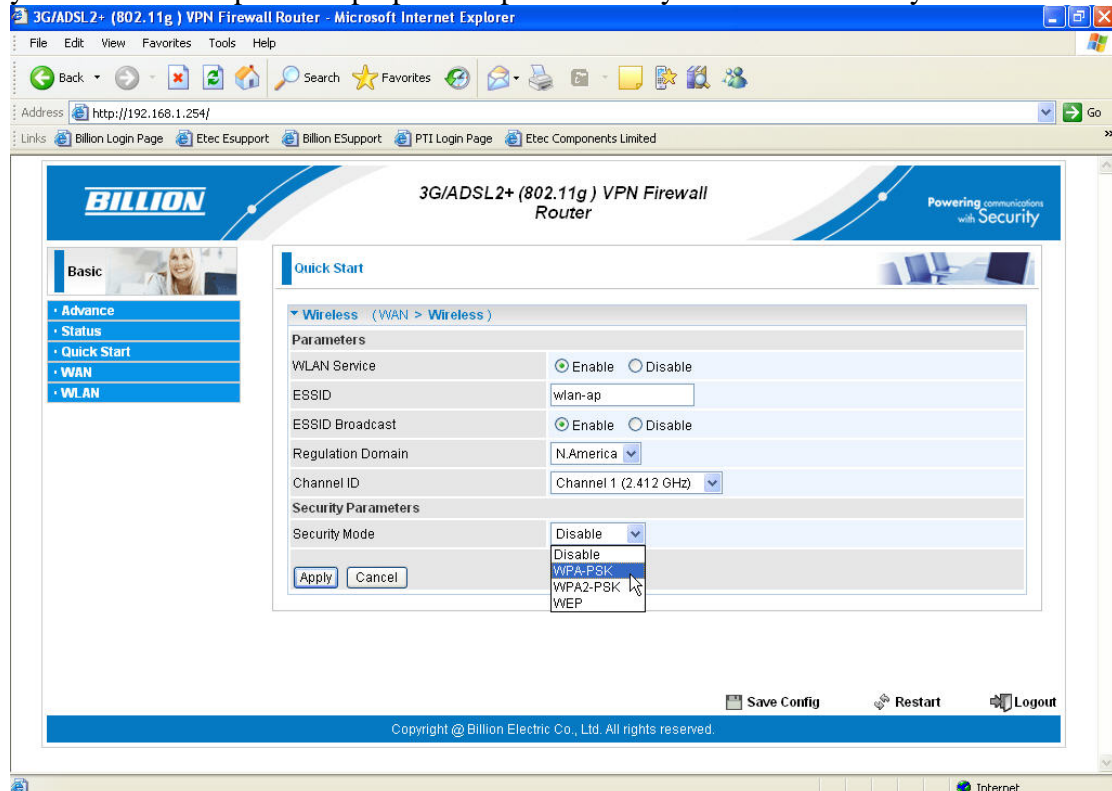 3G/ADSL2+ (802.11g ) VPN Firewall Router - Microsoft Internet Explorer
File Edit View Favorites Tools Help
Back Search Favorites
Address http://192.168.1.254/ Go
Links Billion Login Page Etec Esupport Billion ESupport PTI Login Page Etec Components Limited »
BILLION
3G/ADSL2+ (802.11g ) VPN Firewall
Router
Powering communications
with Security
Basic
Quick Start
• Advance
• Status
• Quick Start
• WAN
• WLAN
Wireless (WAN > Wireless )
Parameters
WLAN Service Enable Disable
ESSID wlan-ap
ESSID Broadcast Enable Disable
Regulation Domain N.America
Channel ID Channel 1 (2.412 GHz)
Security Parameters
Security Mode Disable
Disable
WPA-PSK
WPA2-PSK
WEP
Apply Cancel
Save Config Restart Logout
Copyright @ Billion Electric Co., Ltd. All rights reserved.
Internet